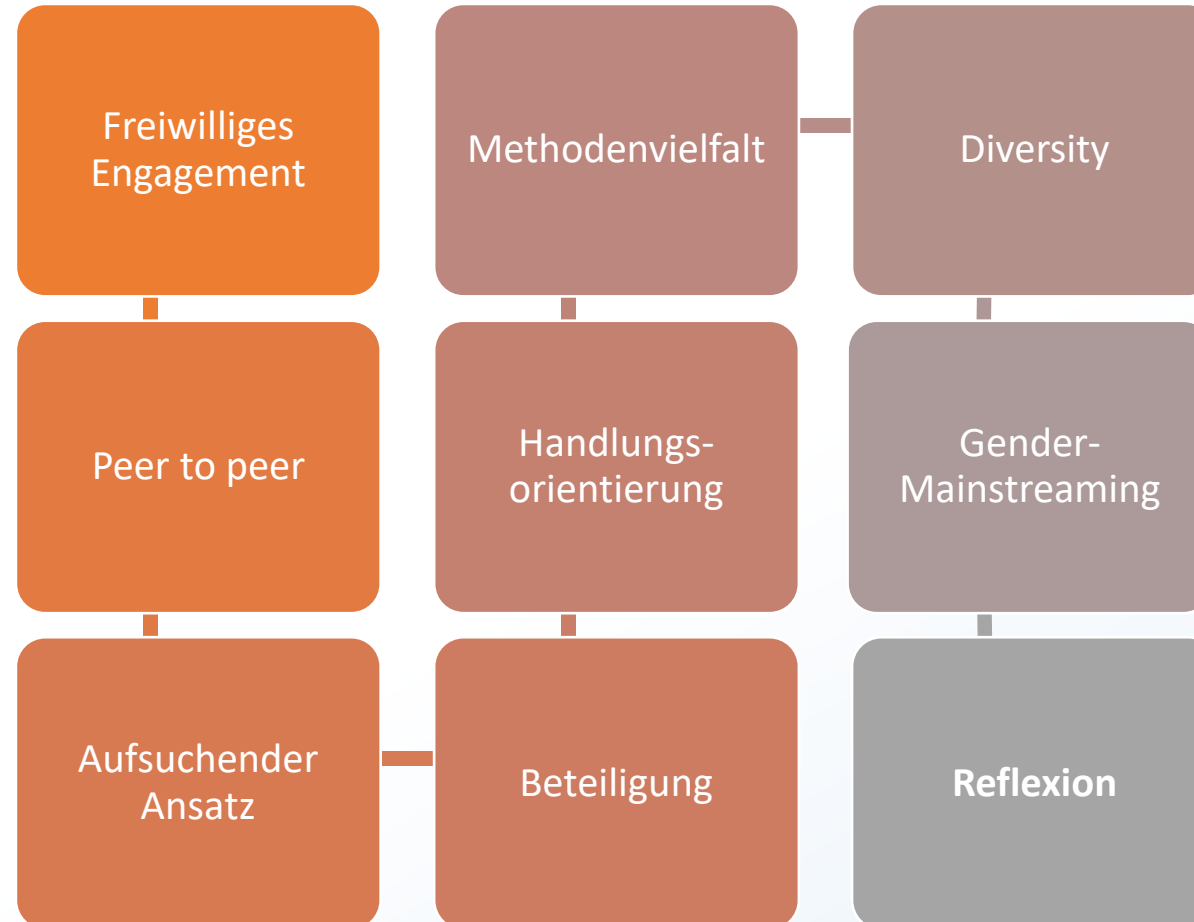 Freiwilliges
Engagement
Peer to peer
Aufsuchender
Ansatz
Beteiligung
Handlungs-
orientierung
Methodenvielfalt
Diversity
Gender-
Mainstreaming
Reflexion